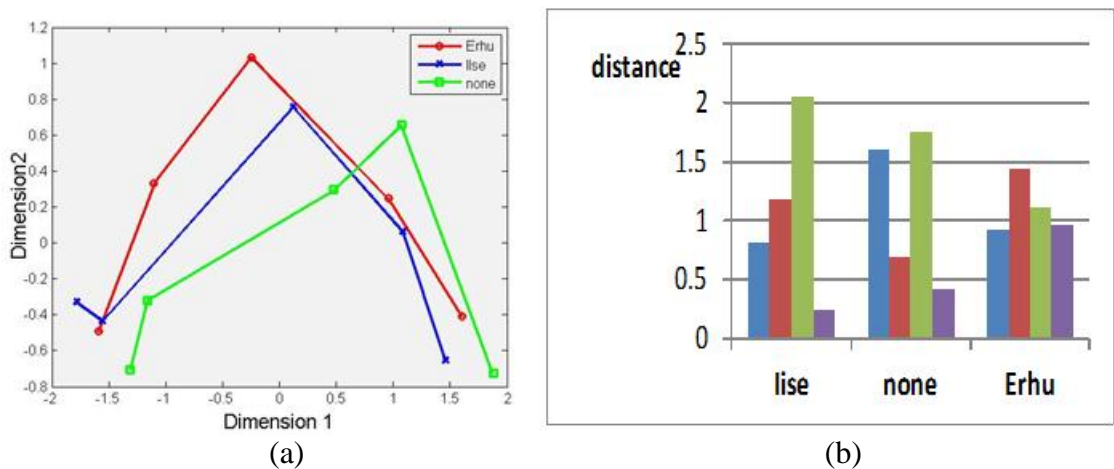 1.2
1
0.8
0.6
0.4
0.2
0
-0.2
-0.4
-0.6
-0.8
Dimension2
-2 -1.5 -1 -0.5 0 0.5 1 1.5 2
Dimension 1
Erhu
lise
none
(a)
distance
2.5
2
1.5
1
0.5
0
lise none Erhu
(b)